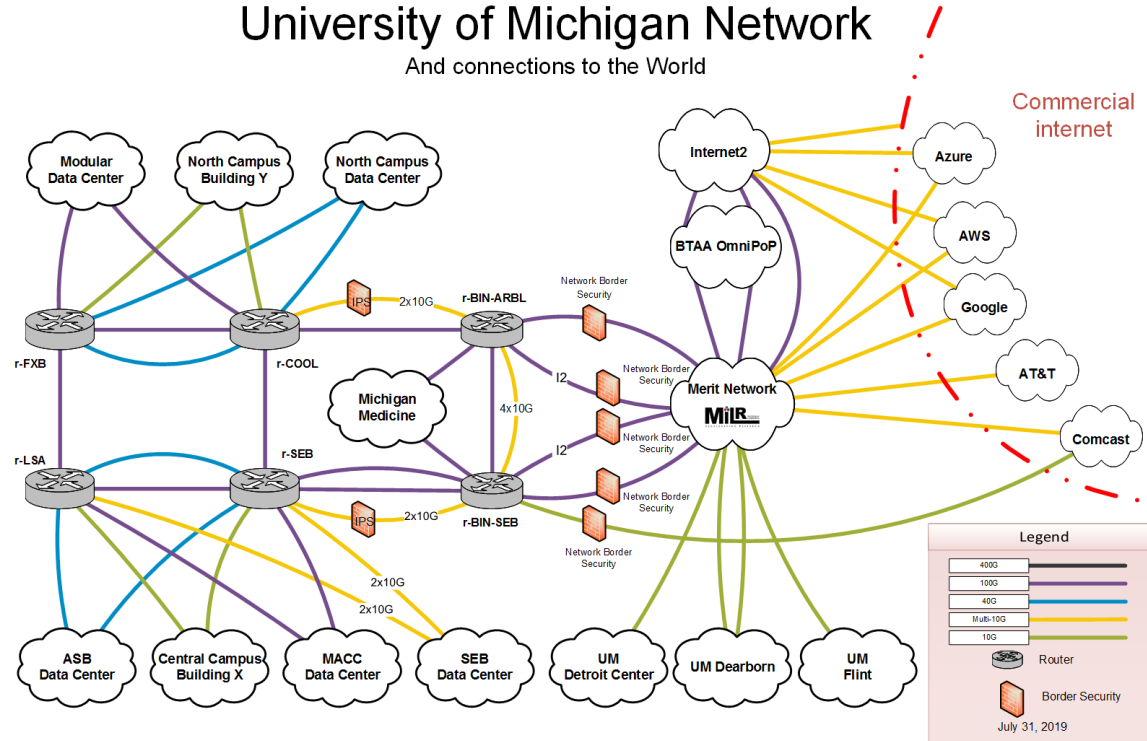 University of Michigan Network
And connections to the World
Commercial
internet
Modular
Data Center
North Campus
Building Y
North Campus
Data Center
Internet2
Azure
BTAA OmniPoP
AWS
Google
AT&T
Comcast
r-FXB
r-COOL
IPS
2x10G
r-BIN-ARBL
Network Border
Security
I2
Network Border
Security
Merit Network
MiLR
Michigan
Medicine
4x10G
Network Border
Security
I2
r-LSA
r-SEB
IPS
2x10G
r-BIN-SEB
Network Border
Security
Network Border
Security
2x10G
2x10G
ASB
Data Center
Central Campus
Building X
MACC
Data Center
SEB
Data Center
UM
Detroit Center
UM Dearborn
UM
Flint
Legend
400G
100G
40G
Multi-10G
10G
Router
Border Security
July 31, 2019